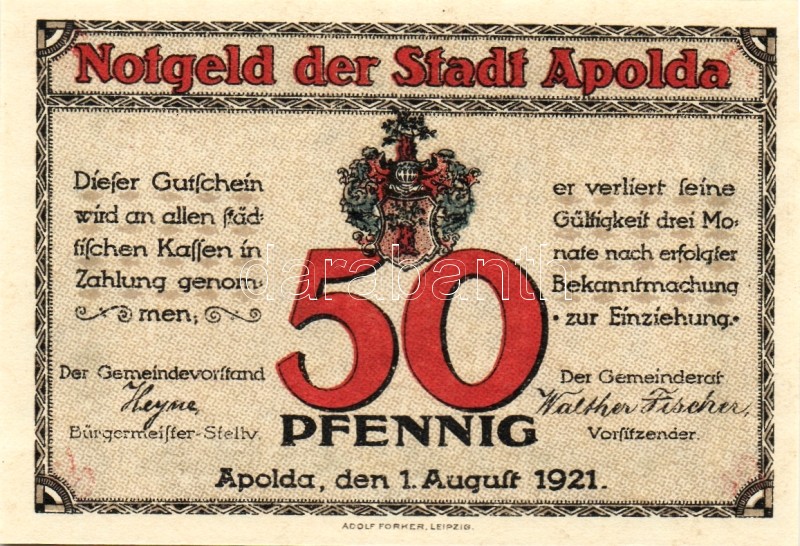 Notgeld der Stadt Apolda
Dieſer Gutſchein
wird an allen ſtäd-
tiſchen Kaſſen in
Zahlung genom-
men;
er verliert ſeine
Gültigkeit drei Mo-
nate nach erfolgter
Bekanntmachung
· zur Einziehung. ·
darabanth.com
50
PFENNIG
Der Gemeindevorſtand
Heyne,
Bürgermeiſter-Stellv.
Der Gemeinderat
Walther Fischer,
Vorſitzender.
Apolda, den 1. Auguſt 1921.
ADOLF FORKER, LEIPZIG.